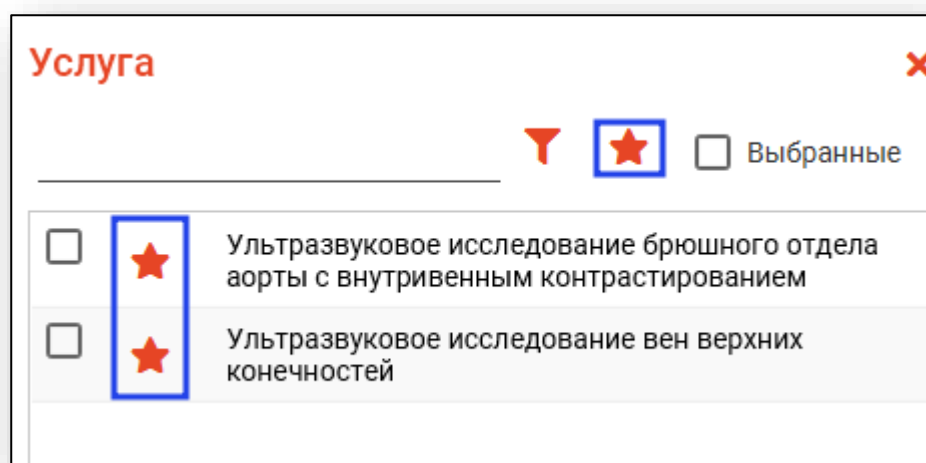 Услуга
Выбранные
Ультразвуковое исследование брюшного отдела
аорты с внутривенным контрастированием
Ультразвуковое исследование вен верхних
конечностей